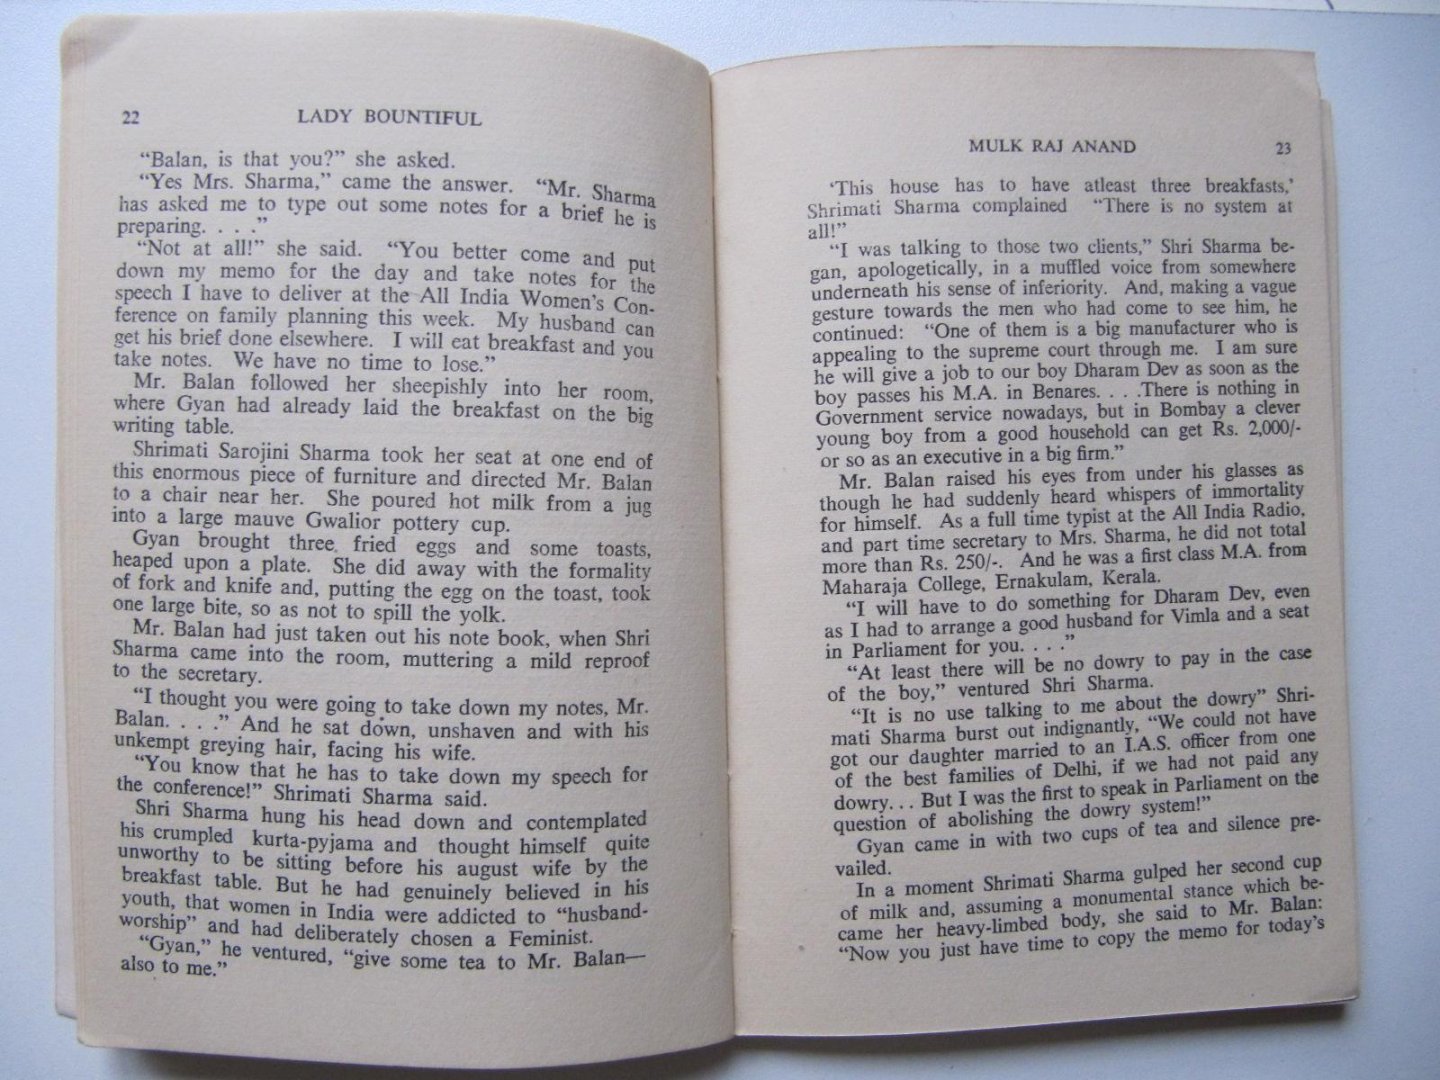 22
LADY BOUNTIFUL
“Balan, is that you?” she asked.
“Yes Mrs. Sharma,” came the answer. “Mr. Sharma
has asked me to type out some notes for a brief he is
preparing. . . .”
“Not at all!” she said. “You better come and put
down my memo for the day and take notes for the
speech I have to deliver at the All India Women’s Con-
ference on family planning this week. My husband can
get his brief done elsewhere. I will eat breakfast and you
take notes. We have no time to lose.”
Mr. Balan followed her sheepishly into her room,
where Gyan had already laid the breakfast on the big
writing table.
Shrimati Sarojini Sharma took her seat at one end of
this enormous piece of furniture and directed Mr. Balan
to a chair near her. She poured hot milk from a jug
into a large mauve Gwalior pottery cup.
Gyan brought three fried eggs and some toasts,
heaped upon a plate. She did away with the formality
of fork and knife and, putting the egg on the toast, took
one large bite, so as not to spill the yolk.
Mr. Balan had just taken out his note book, when Shri
Sharma came into the room, muttering a mild reproof
to the secretary.
“I thought you were going to take down my notes, Mr.
Balan. . . .” And he sat down, unshaven and with his
unkempt greying hair, facing his wife.
“You know that he has to take down my speech for
the conference!” Shrimati Sharma said.
Shri Sharma hung his head down and contemplated
his crumpled kurta-pyjama and thought himself quite
unworthy to be sitting before his august wife by the
breakfast table. But he had genuinely believed in his
youth, that women in India were addicted to “husband-
worship” and had deliberately chosen a Feminist.
“Gyan,” he ventured, “give some tea to Mr. Balan—
also to me.”
MULK RAJ ANAND
23
‘This house has to have atleast three breakfasts,’
Shrimati Sharma complained “There is no system at
all!”
“I was talking to those two clients,” Shri Sharma be-
gan, apologetically, in a muffled voice from somewhere
underneath his sense of inferiority. And, making a vague
gesture towards the men who had come to see him, he
continued: “One of them is a big manufacturer who is
appealing to the supreme court through me. I am sure
he will give a job to our boy Dharam Dev as soon as the
boy passes his M.A. in Benares. . . .There is nothing in
Government service nowadays, but in Bombay a clever
young boy from a good household can get Rs. 2,000/-
or so as an executive in a big firm.”
Mr. Balan raised his eyes from under his glasses as
though he had suddenly heard whispers of immortality
for himself. As a full time typist at the All India Radio,
and part time secretary to Mrs. Sharma, he did not total
more than Rs. 250/-. And he was a first class M.A. from
Maharaja College, Ernakulam, Kerala.
“I will have to do something for Dharam Dev, even
as I had to arrange a good husband for Vimla and a seat
in Parliament for you. . . .”
“At least there will be no dowry to pay in the case
of the boy,” ventured Shri Sharma.
“It is no use talking to me about the dowry” Shri-
mati Sharma burst out indignantly, “We could not have
got our daughter married to an I.A.S. officer from one
of the best families of Delhi, if we had not paid any
dowry... But I was the first to speak in Parliament on the
question of abolishing the dowry system!”
Gyan came in with two cups of tea and silence pre-
vailed.
In a moment Shrimati Sharma gulped her second cup
of milk and, assuming a monumental stance which be-
came her heavy-limbed body, she said to Mr. Balan:
“Now you just have time to copy the memo for today’s